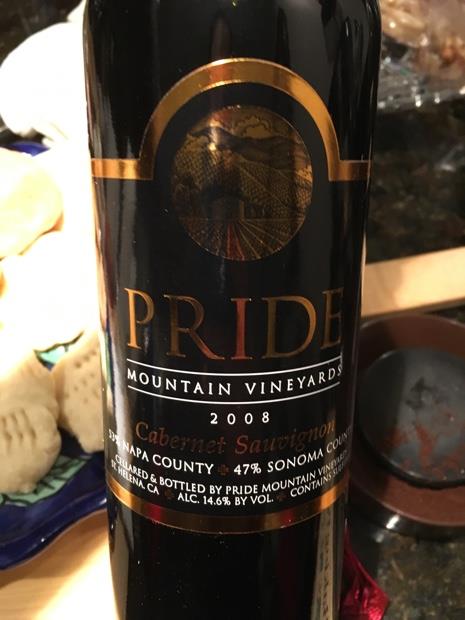 PRIDE
MOUNTAIN VINEYARDS
2008
Cabernet Sauvignon
53% NAPA COUNTY 47% SONOMA COUNTY
CELLARED & BOTTLED BY PRIDE MOUNTAIN VINEYARDS
ST. HELENA, CA ALC. 14.6% BY VOL. CONTAINS SULFITES